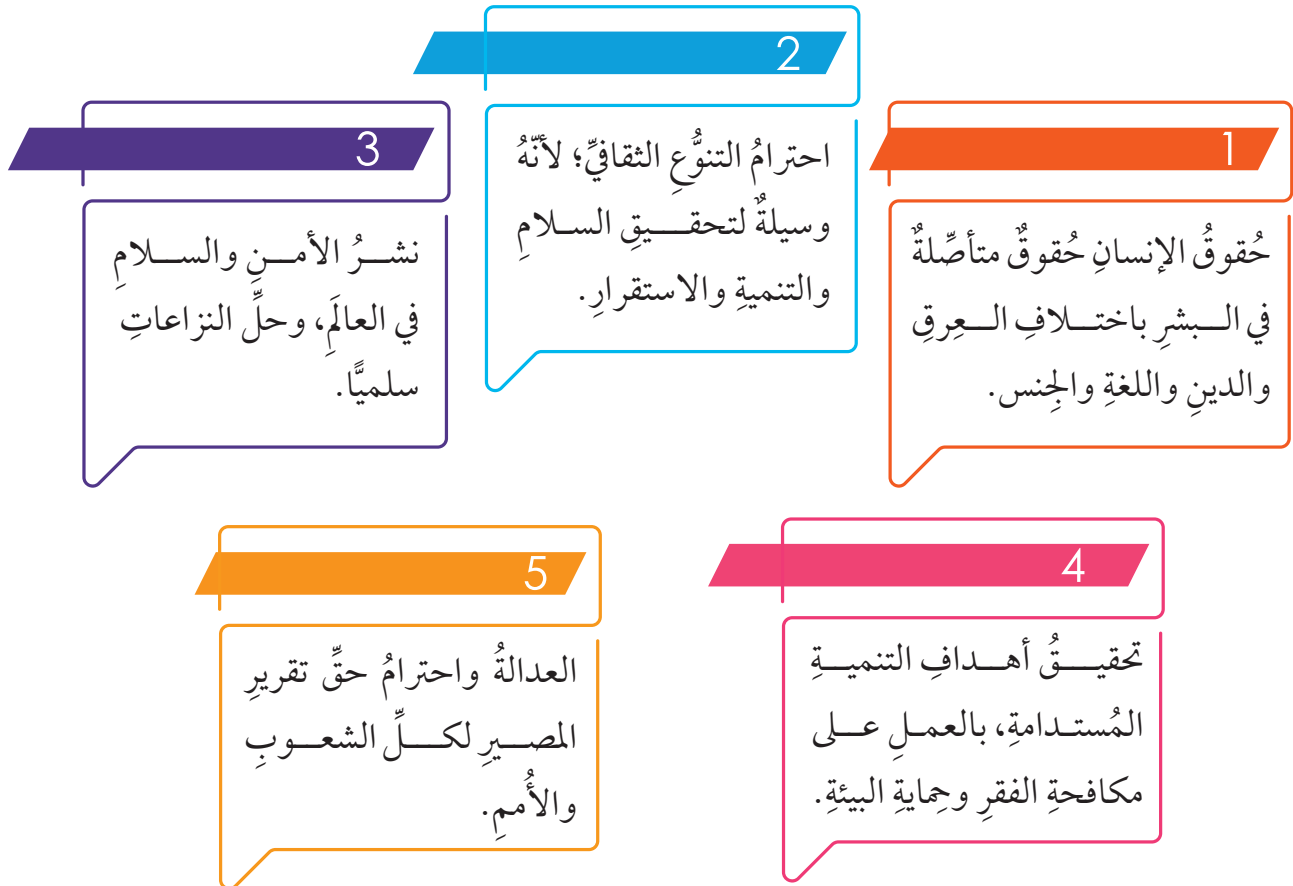 1
حُقوقُ الإنسانِ حُقوقٌ متأصِّلةٌ
في البشرِ باختلافِ العِرقِ
والدينِ واللغةِ والجِنس.
2
احترامُ التنوُّعِ الثقافيِّ؛ لأنّهُ
وسيلةٌ لتحقيقِ السلامِ
والتنميةِ والاستقرارِ.
3
نشرُ الأمنِ والسلامِ
في العالَمِ، وحلِّ النزاعاتِ
سلميًّا.
4
تحقيقُ أهدافِ التنميةِ
المُستدامةِ، بالعملِ على
مكافحةِ الفقرِ وحِمايةِ البيئةِ.
5
العدالةُ واحترامُ حقِّ تقريرِ
المصيرِ لكلِّ الشعوبِ
والأُممِ.